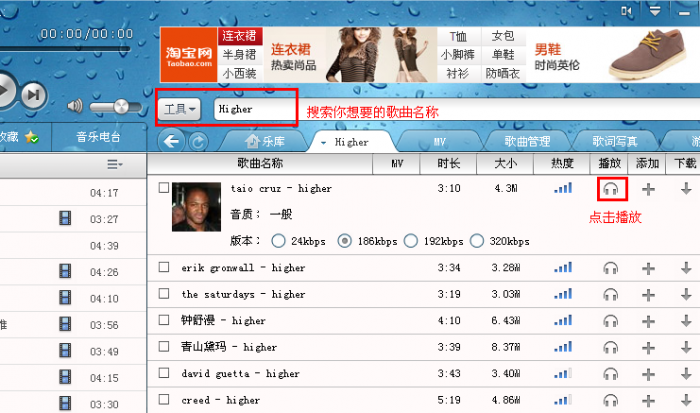 00:00/00:00
淘宝网
Taobao.com
连衣裙
半身裙
小西装
连衣裙
热卖尚品
T恤
女包
小脚裤
单鞋
衬衫
防晒衣
男鞋
时尚英伦
工具
Higher
搜索你想要的歌曲名称
收藏
音乐电台
乐库
Higher
MV
歌曲管理
歌词写真
歌曲名称
MV
时长
大小
热度
播放
添加
下载
04:17
taio cruz - higher
3:10
4.3M
03:27
音质： 一般
点击播放
04:39
版本：
24kbps
186kbps
192kbps
320kbps
04:26
erik gronwall - higher
3:34
3.28M
04:10
the saturdays - higher
3:19
3.03M
03:56
钟舒漫 - higher
4:10
6.43M
03:49
青山黛玛 - higher
3:39
8.37M
04:15
david guetta - higher
3:43
3.40M
03:30
creed - higher
5:19
4.86M